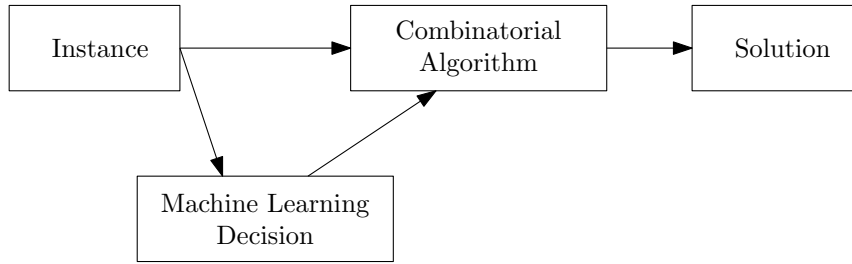 Instance
Combinatorial
Algorithm
Solution
Machine Learning
Decision